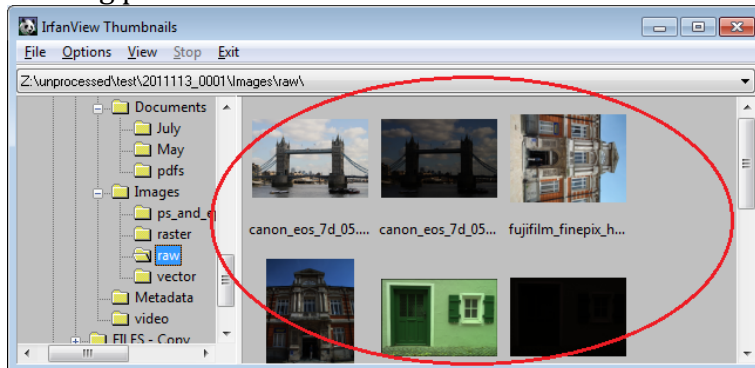 IrfanView Thumbnails
File Options View Stop Exit
Z:\unprocessed\test\2011113_0001\Images\raw\
Documents
July
May
pdfs
Images
ps_and_e
raster
raw
vector
Metadata
video
FILES - Copy
canon_eos_7d_05.... canon_eos_7d_05... fujifilm_finepix_h...